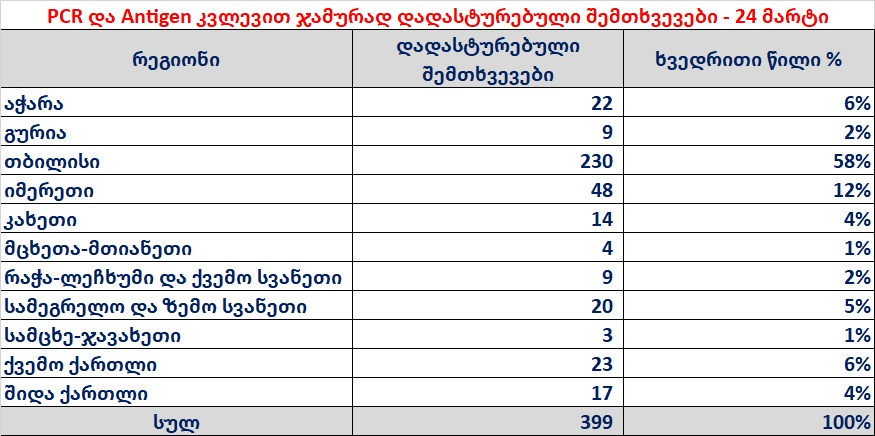 PCR და Antigen კვლევით ჯამურად დადასტურებული შემთხვევები - 24 მარტი
რეგიონი დადასტურებული შემთხვევები ხვედრითი წილი %
აჭარა 22 6%
გურია 9 2%
თბილისი 230 58%
იმერეთი 48 12%
კახეთი 14 4%
მცხეთა-მთიანეთი 4 1%
რაჭა-ლეჩხუმი და ქვემო სვანეთი 9 2%
სამეგრელო და ზემო სვანეთი 20 5%
სამცხე-ჯავახეთი 3 1%
ქვემო ქართლი 23 6%
შიდა ქართლი 17 4%
სულ 399 100%